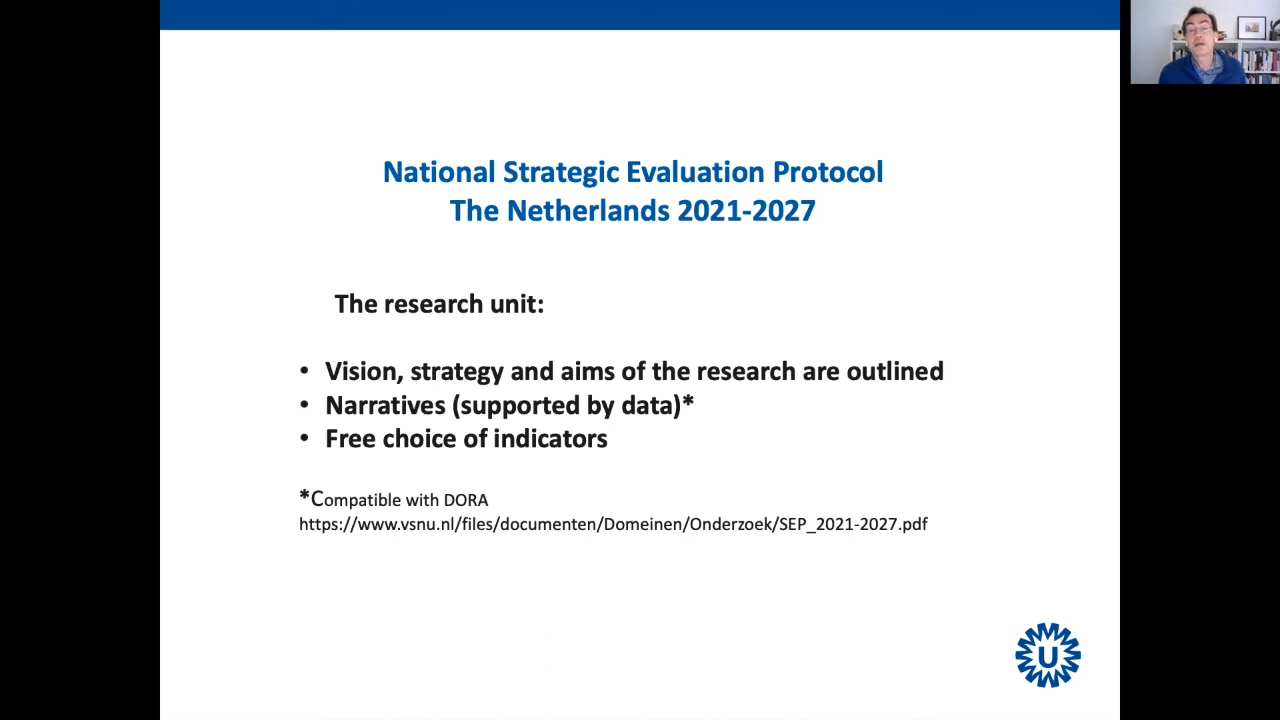 National Strategic Evaluation Protocol
The Netherlands 2021-2027
The research unit:
• Vision, strategy and aims of the research are outlined
• Narratives (supported by data)*
• Free choice of indicators
*Compatible with DORA
https://www.vsnu.nl/files/documenten/Domeinen/Onderzoek/SEP_2021-2027.pdf
U